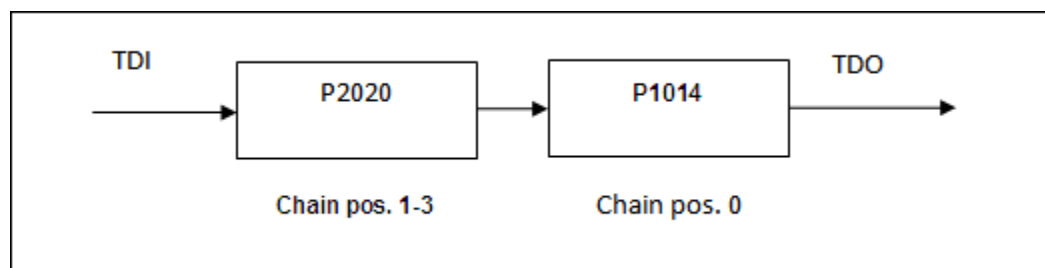 TDI
P2020
P1014
TDO
Chain pos. 1-3
Chain pos. 0